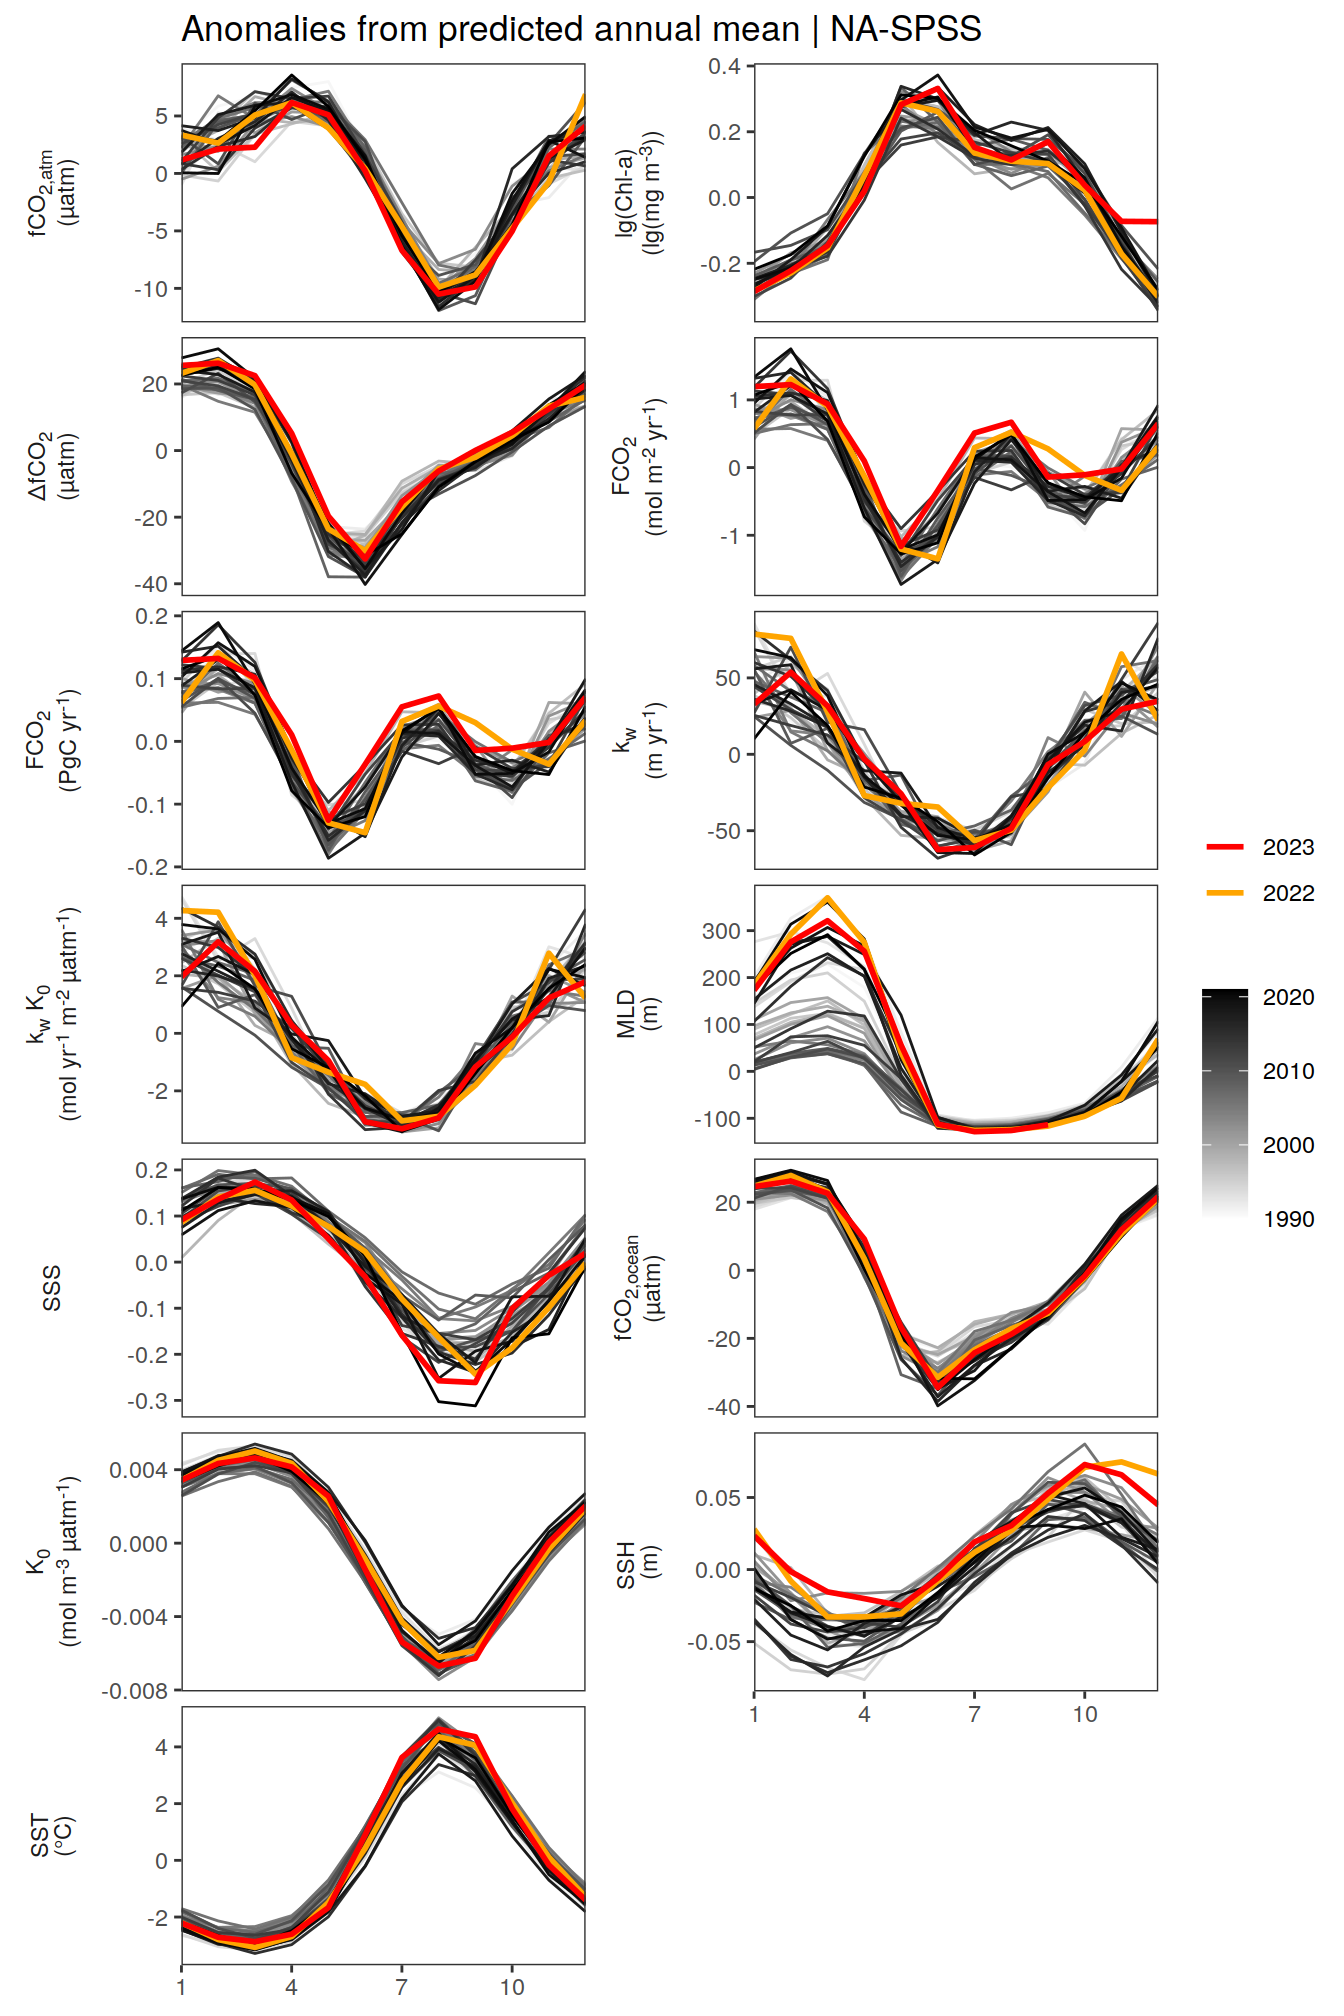 Anomalies from predicted annual mean | NA-SPSS
fCO2,atm
(µatm)
5
0
-5
-10
lg(Chl-a)
(lg(mg m-3))
0.4
0.2
0.0
-0.2
ΔfCO2
(µatm)
20
0
-20
-40
FCO2
(mol m-2 yr-1)
1
0
-1
FCO2
(PgC yr-1)
0.2
0.1
0.0
-0.1
-0.2
kw
(m yr-1)
50
0
-50
kw K0
(mol yr-1 m-2 µatm-1)
4
2
0
-2
MLD
(m)
300
200
100
0
-100
SSS
0.2
0.1
0.0
-0.1
-0.2
-0.3
fCO2,ocean
(µatm)
20
0
-20
-40
K0
(mol m-3 µatm-1)
0.004
0.000
-0.004
-0.008
SSH
(m)
0.05
0.00
-0.05
1 4 7 10
SST
(°C)
4
2
0
-2
1 4 7 10
2023
2022
2020
2010
2000
1990